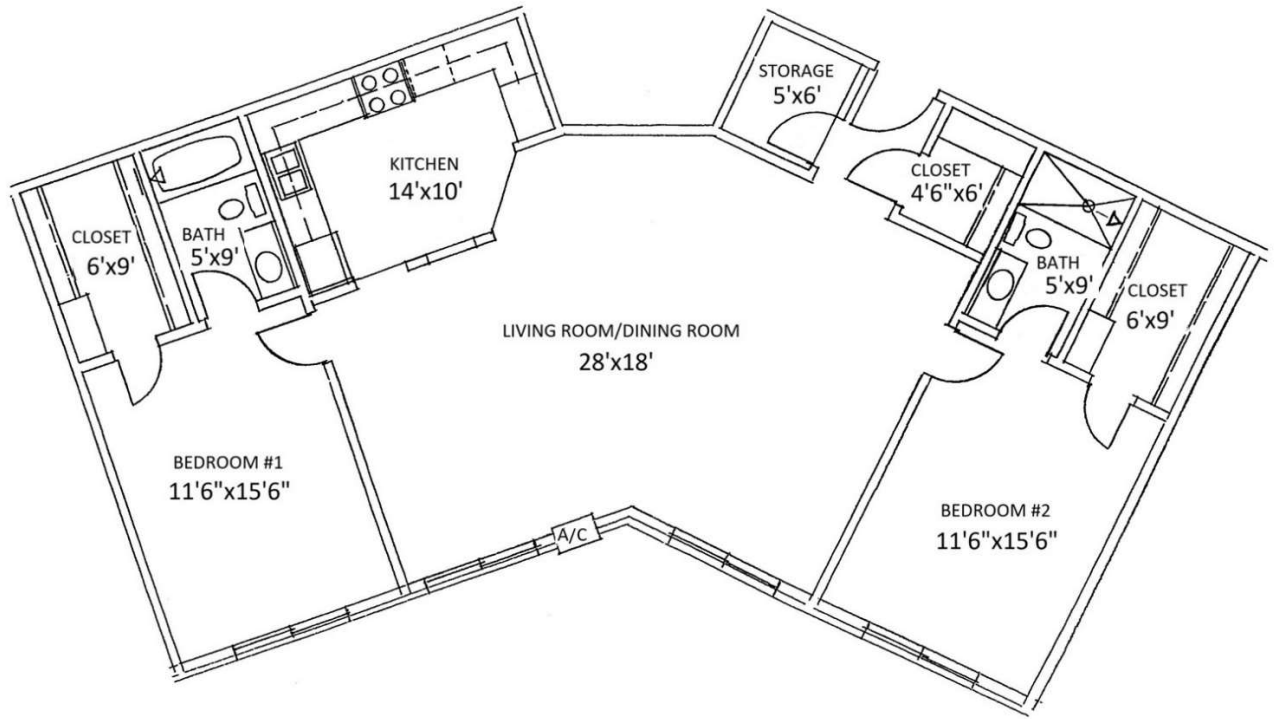 STORAGE
5'x6'
KITCHEN
14'x10'
CLOSET
4'6"x6'
CLOSET
6'x9'
BATH
5'x9'
BATH
5'x9'
CLOSET
6'x9'
LIVING ROOM/DINING ROOM
28'x18'
BEDROOM #1
11'6"x15'6"
BEDROOM #2
11'6"x15'6"
A/C